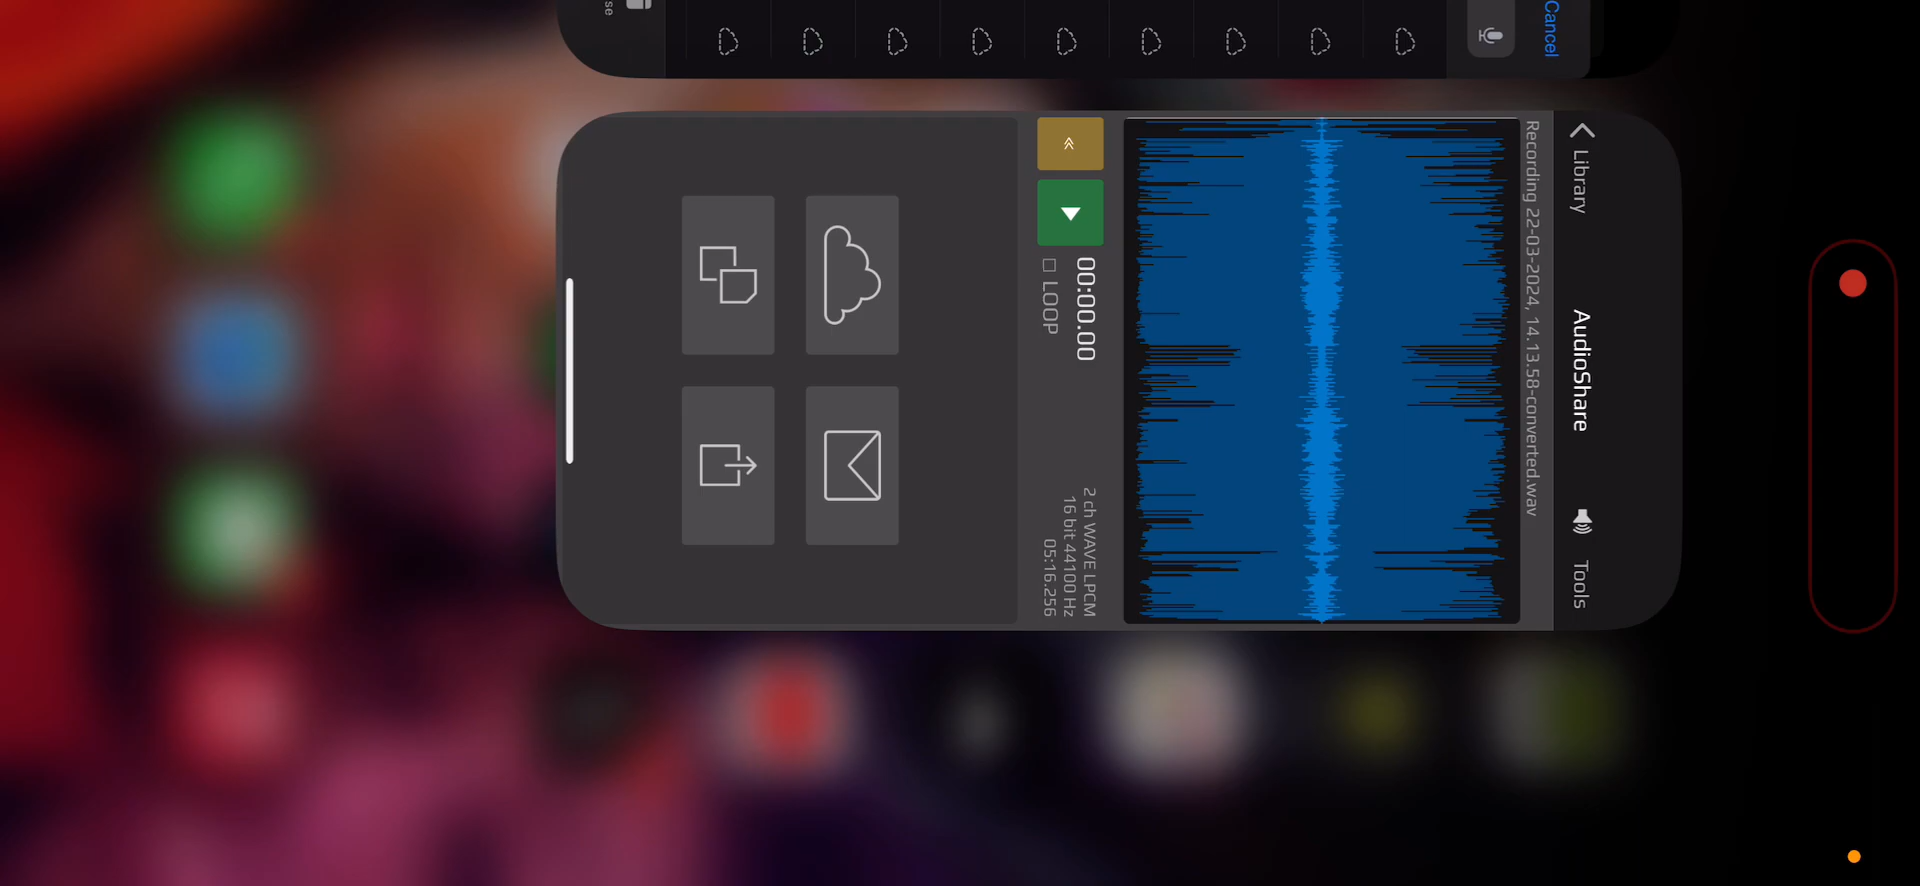 Cancel
se
Library
AudioShare
Tools
Recording 22-03-2024, 14.13.58-converted.wav
00:00.00
LOOP
2 ch WAVE LPCM
16 bit 44100 Hz
05:16.256